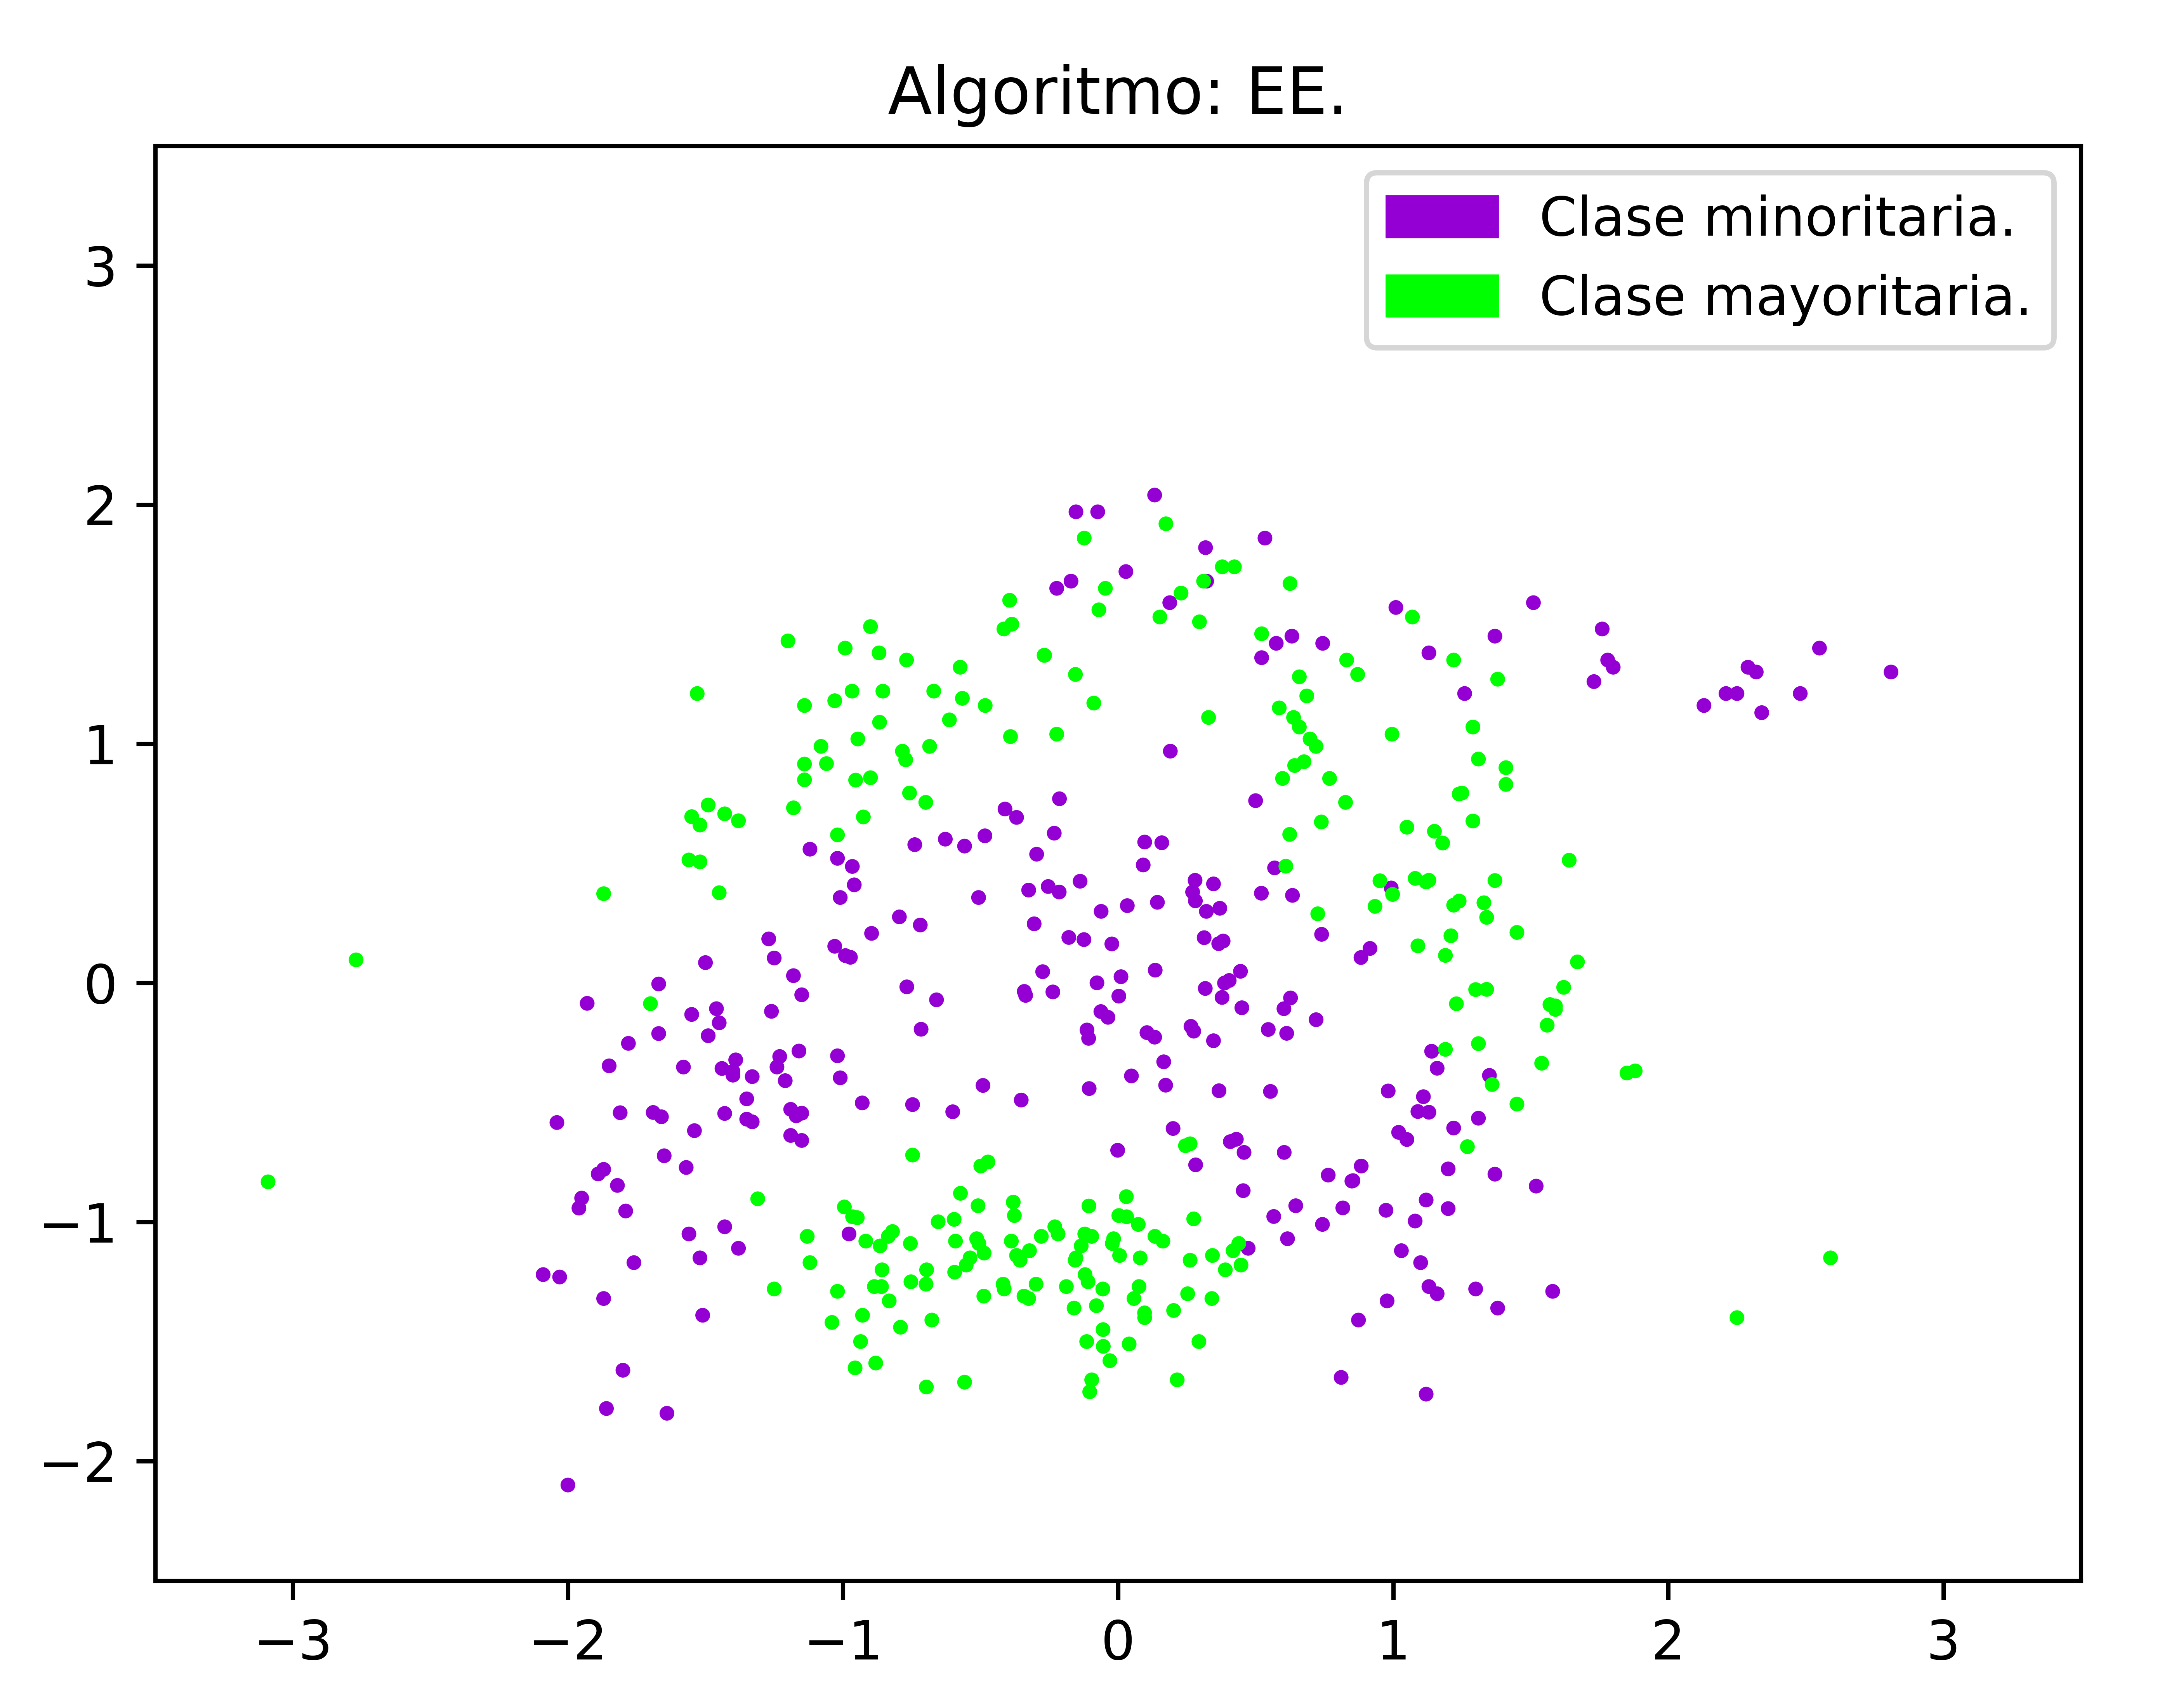 Algoritmo: EE.
Clase minoritaria.
Clase mayoritaria.
3
2
1
0
−1
−2
−3 −2 −1 0 1 2 3